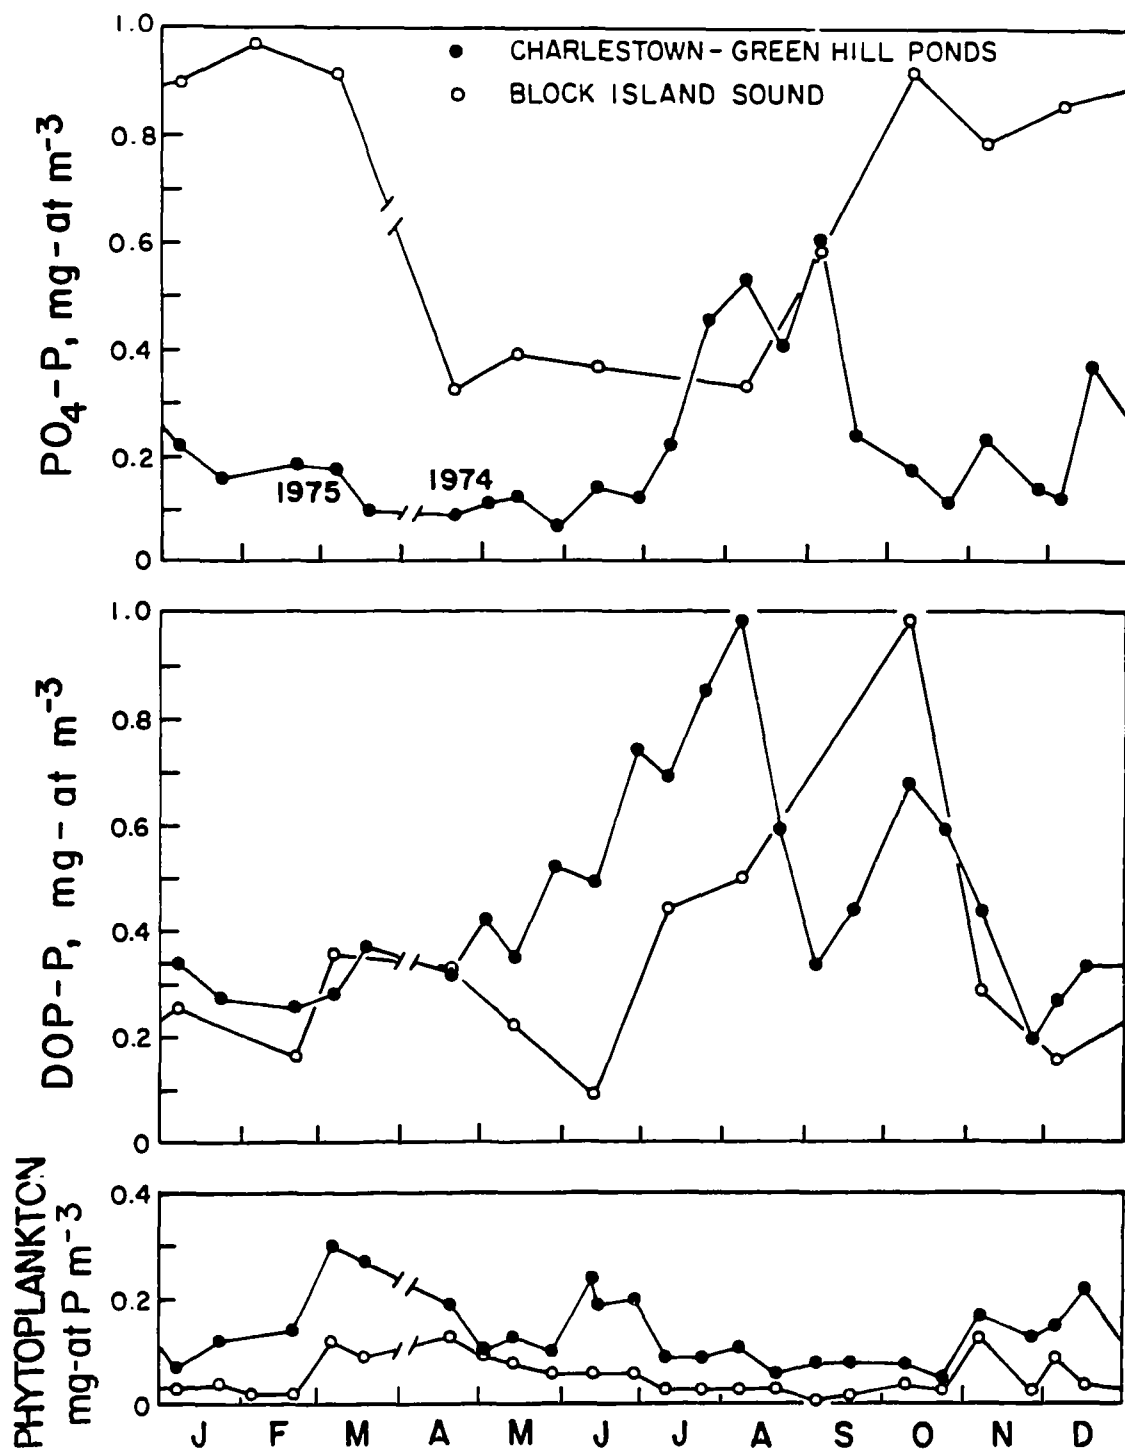 1.0
● CHARLESTOWN – GREEN HILL PONDS
○ BLOCK ISLAND SOUND
0.8
0.6
0.4
0.2
0
PO4–P, mg-at m-3
1975
1974
1.0
0.8
0.6
0.4
0.2
0
DOP–P, mg-at m-3
0.4
0.2
0
PHYTOPLANKTON
mg-at P m-3
J F M A M J J A S O N D